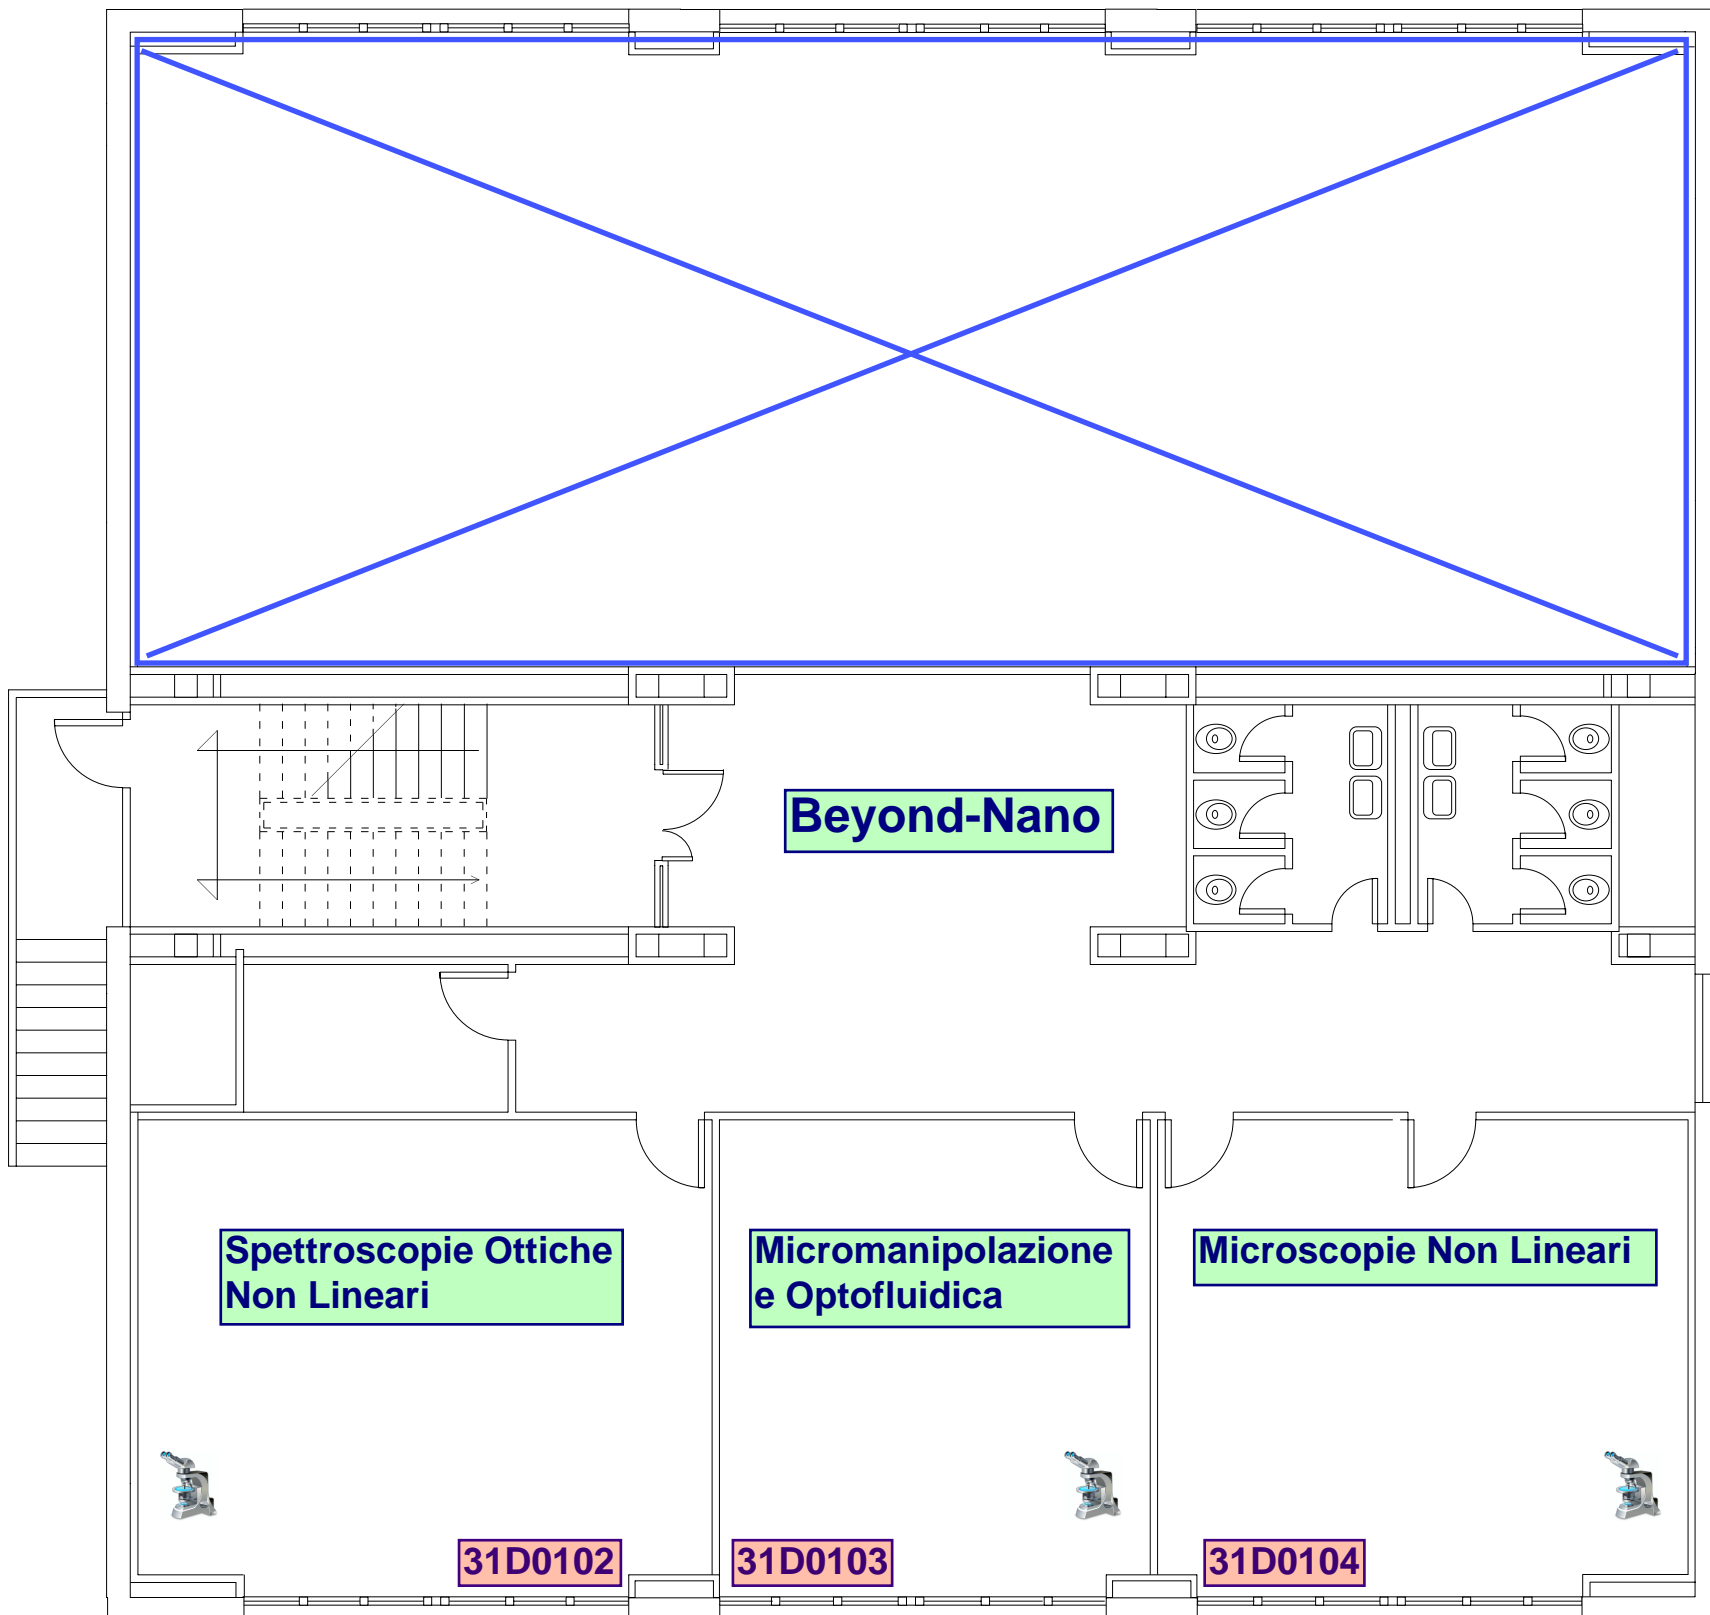 Beyond-Nano
Spettroscopie Ottiche
Non Lineari
Micromanipolazione
e Optofluidica
Microscopie Non Lineari
31D0102
31D0103
31D0104